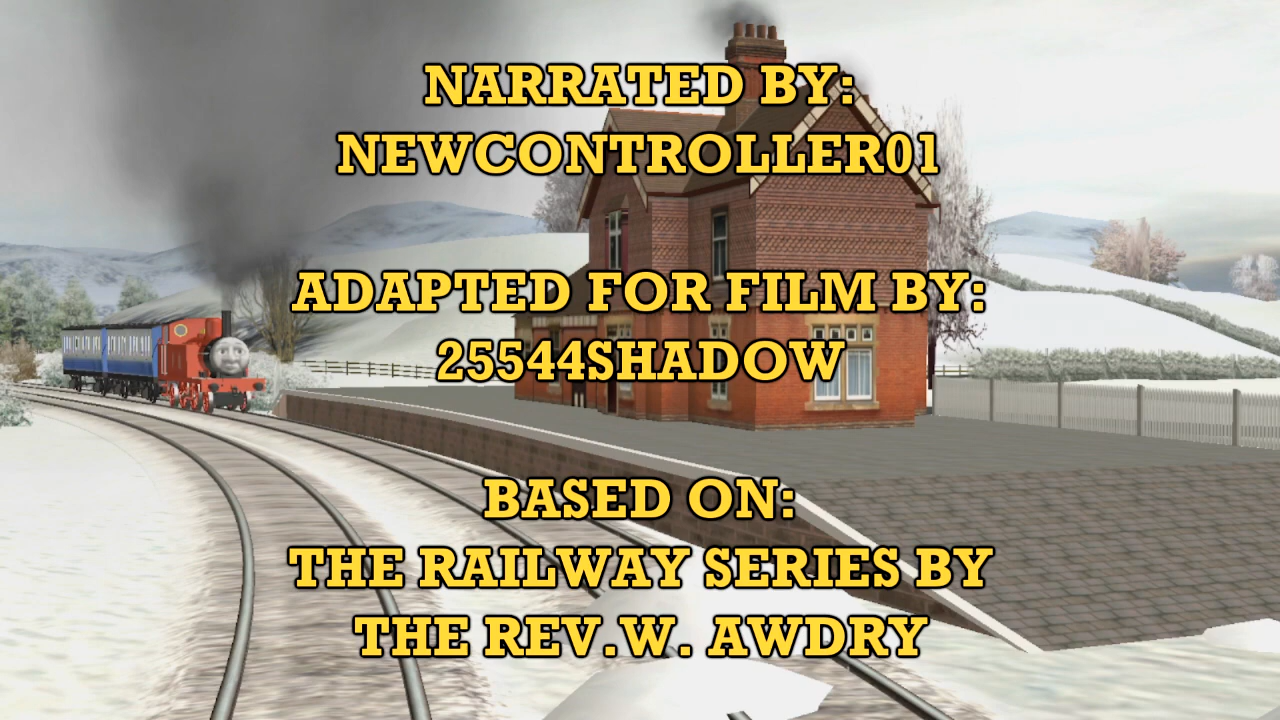 NARRATED BY:
NEWCONTROLLER01
ADAPTED FOR FILM BY:
25544SHADOW
BASED ON:
THE RAILWAY SERIES BY
THE REV.W. AWDRY